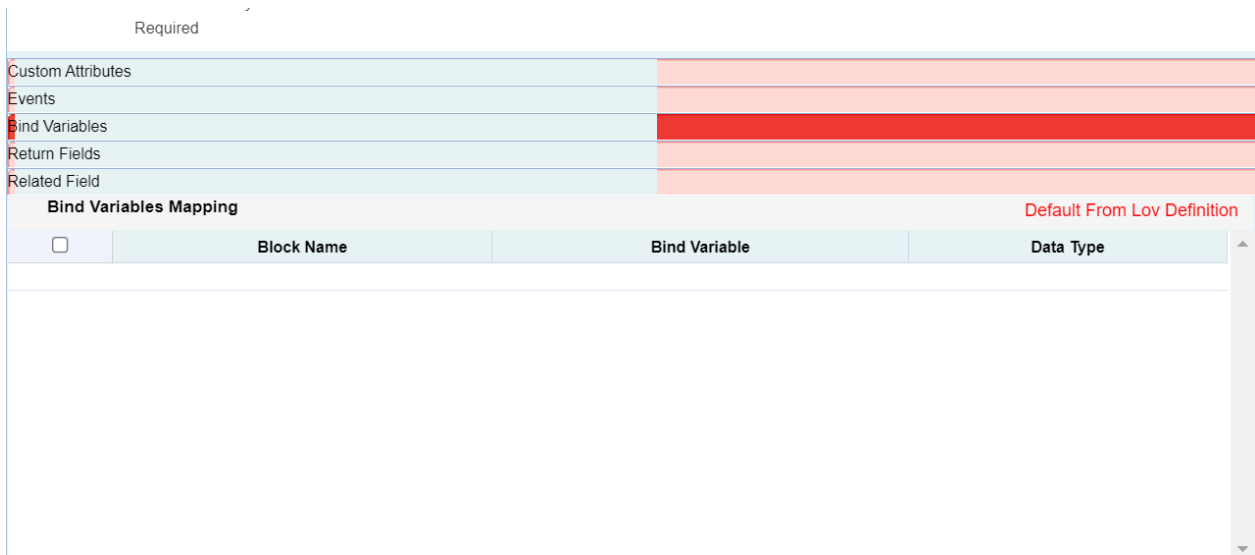 Required
Custom Attributes
Events
Bind Variables
Return Fields
Related Field
Bind Variables Mapping
Default From Lov Definition
Block Name Bind Variable Data Type